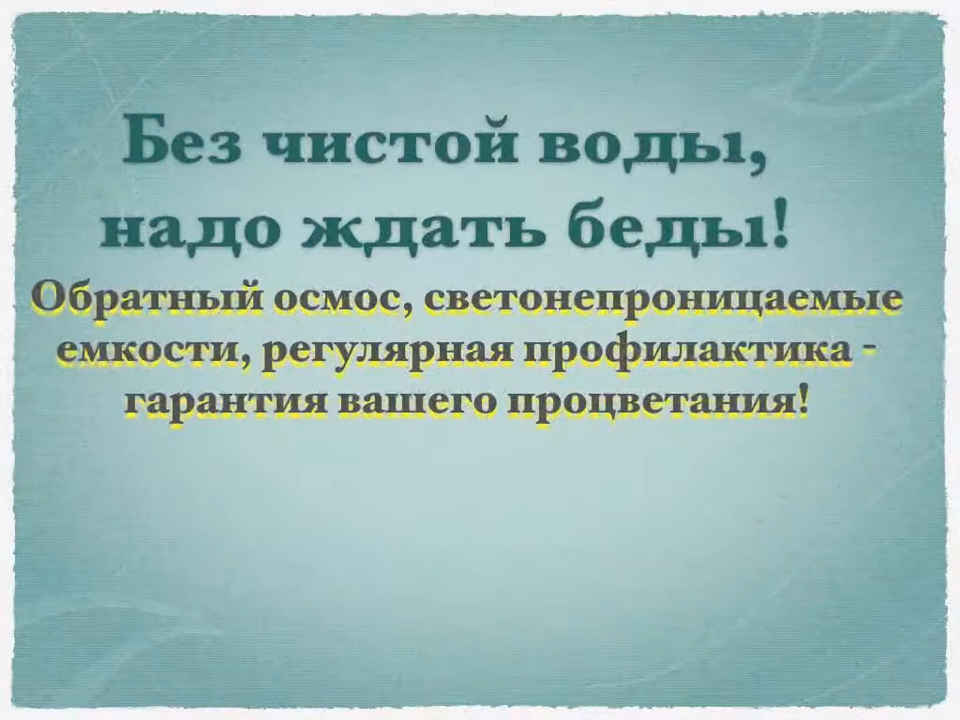 Без чистой воды,
надо ждать беды!
Обратный осмос, светонепроницаемые
емкости, регулярная профилактика -
гарантия вашего процветания!